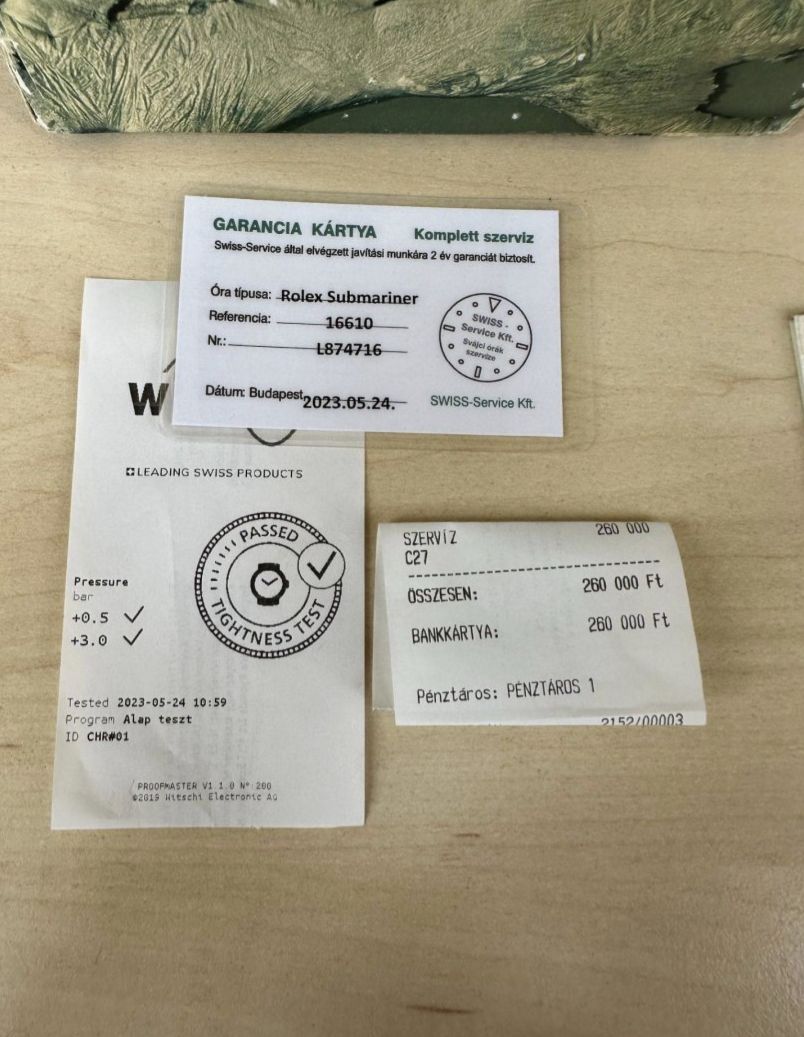 GARANCIA KÁRTYA Komplett szerviz
Swiss-Service által elvégzett javítási munkára 2 év garanciát biztosít.
Óra típusa: Rolex Submariner
Referencia: 16610
Nr.: L874716
Dátum: Budapest, 2023.05.24.
SWISS -
Service Kft.
Svájci órák
szervize
SWISS-Service Kft.
W
LEADING SWISS PRODUCTS
PASSED
TIGHTNESS TEST
Pressure
bar
+0.5 ✓
+3.0 ✓
Tested 2023-05-24 10:59
Program Alap teszt
ID CHR#01
PROOFMASTER V1.1.0 N° 200
©2019 Witschi Electronic AG
SZERVÍZ 260 000
C27
ÖSSZESEN: 260 000 Ft
BANKKÁRTYA: 260 000 Ft
Pénztáros: PÉNZTÁROS 1
2152/00003